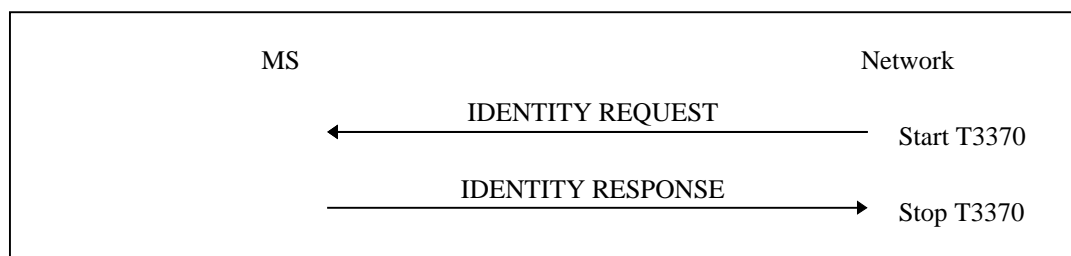 MS Network
IDENTITY REQUEST
Start T3370
IDENTITY RESPONSE
Stop T3370